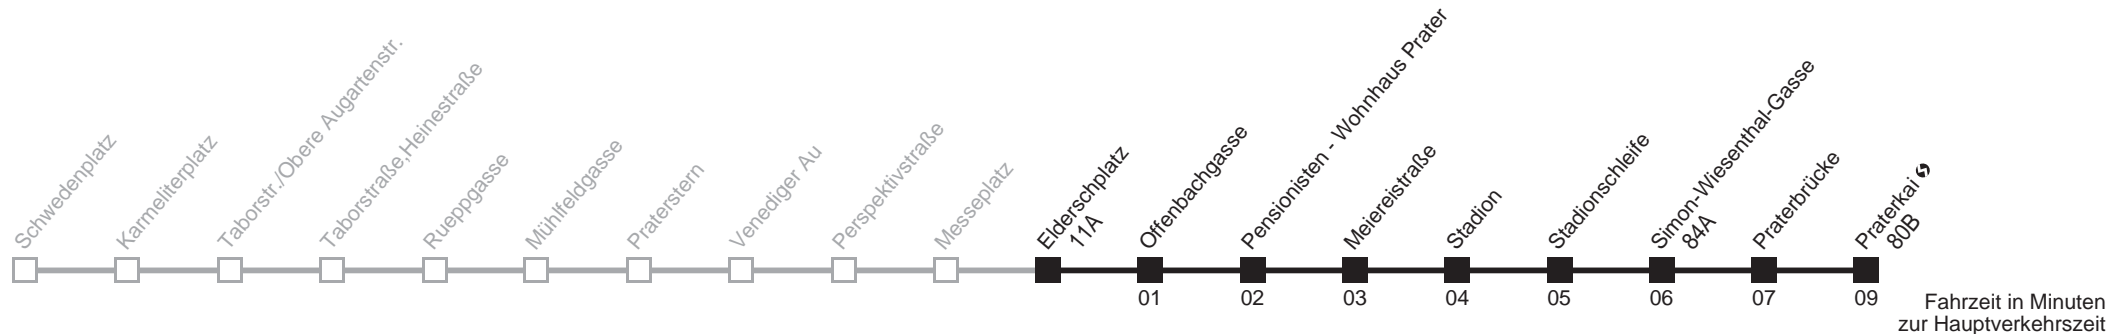 Schwedenplatz
Karmeliterplatz
Taborstr./Obere Augartenstr.
Taborstraße,Heinestraße
Rueppgasse
Mühlfeldgasse
Praterstern
Venediger Au
Perspektivstraße
Messeplatz
Elderschplatz
11A
Offenbachgasse
Pensionisten - Wohnhaus Prater
Meiereistraße
Stadion
Stadionschleife
Simon-Wiesenthal-Gasse
84A
Praterbrücke
Praterkai
80B
01
02
03
04
05
06
07
09
Fahrzeit in Minuten
zur Hauptverkehrszeit